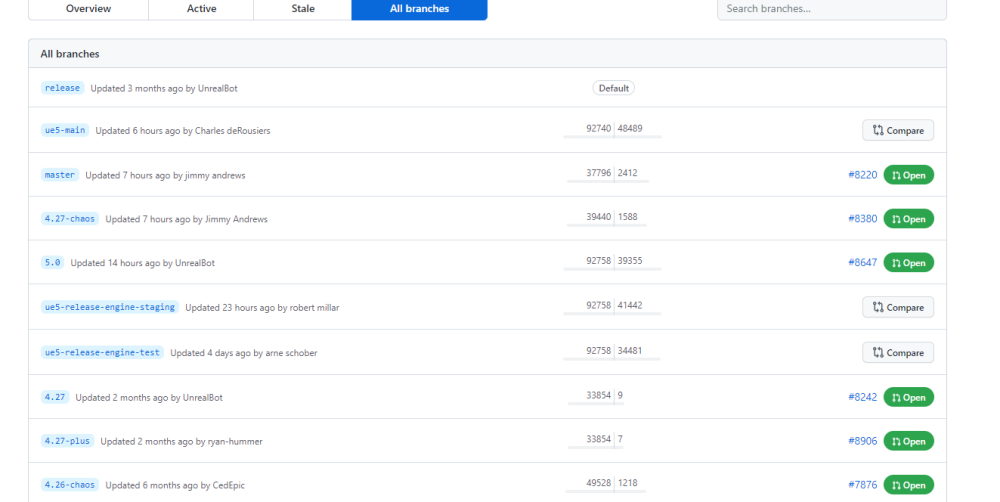 Overview Active Stale All branches Search branches...
All branches
release Updated 3 months ago by UnrealBot Default
ue5-main Updated 6 hours ago by Charles deRousiers 92740 48489 Compare
master Updated 7 hours ago by jimmy andrews 37796 2412 #8220 Open
4.27-chaos Updated 7 hours ago by Jimmy Andrews 39440 1588 #8380 Open
5.0 Updated 14 hours ago by UnrealBot 92758 39355 #8647 Open
ue5-release-engine-staging Updated 23 hours ago by robert millar 92758 41442 Compare
ue5-release-engine-test Updated 4 days ago by arne schober 92758 34481 Compare
4.27 Updated 2 months ago by UnrealBot 33854 9 #8242 Open
4.27-plus Updated 2 months ago by ryan-hummer 33854 7 #8906 Open
4.26-chaos Updated 6 months ago by CedEpic 49528 1218 #7876 Open